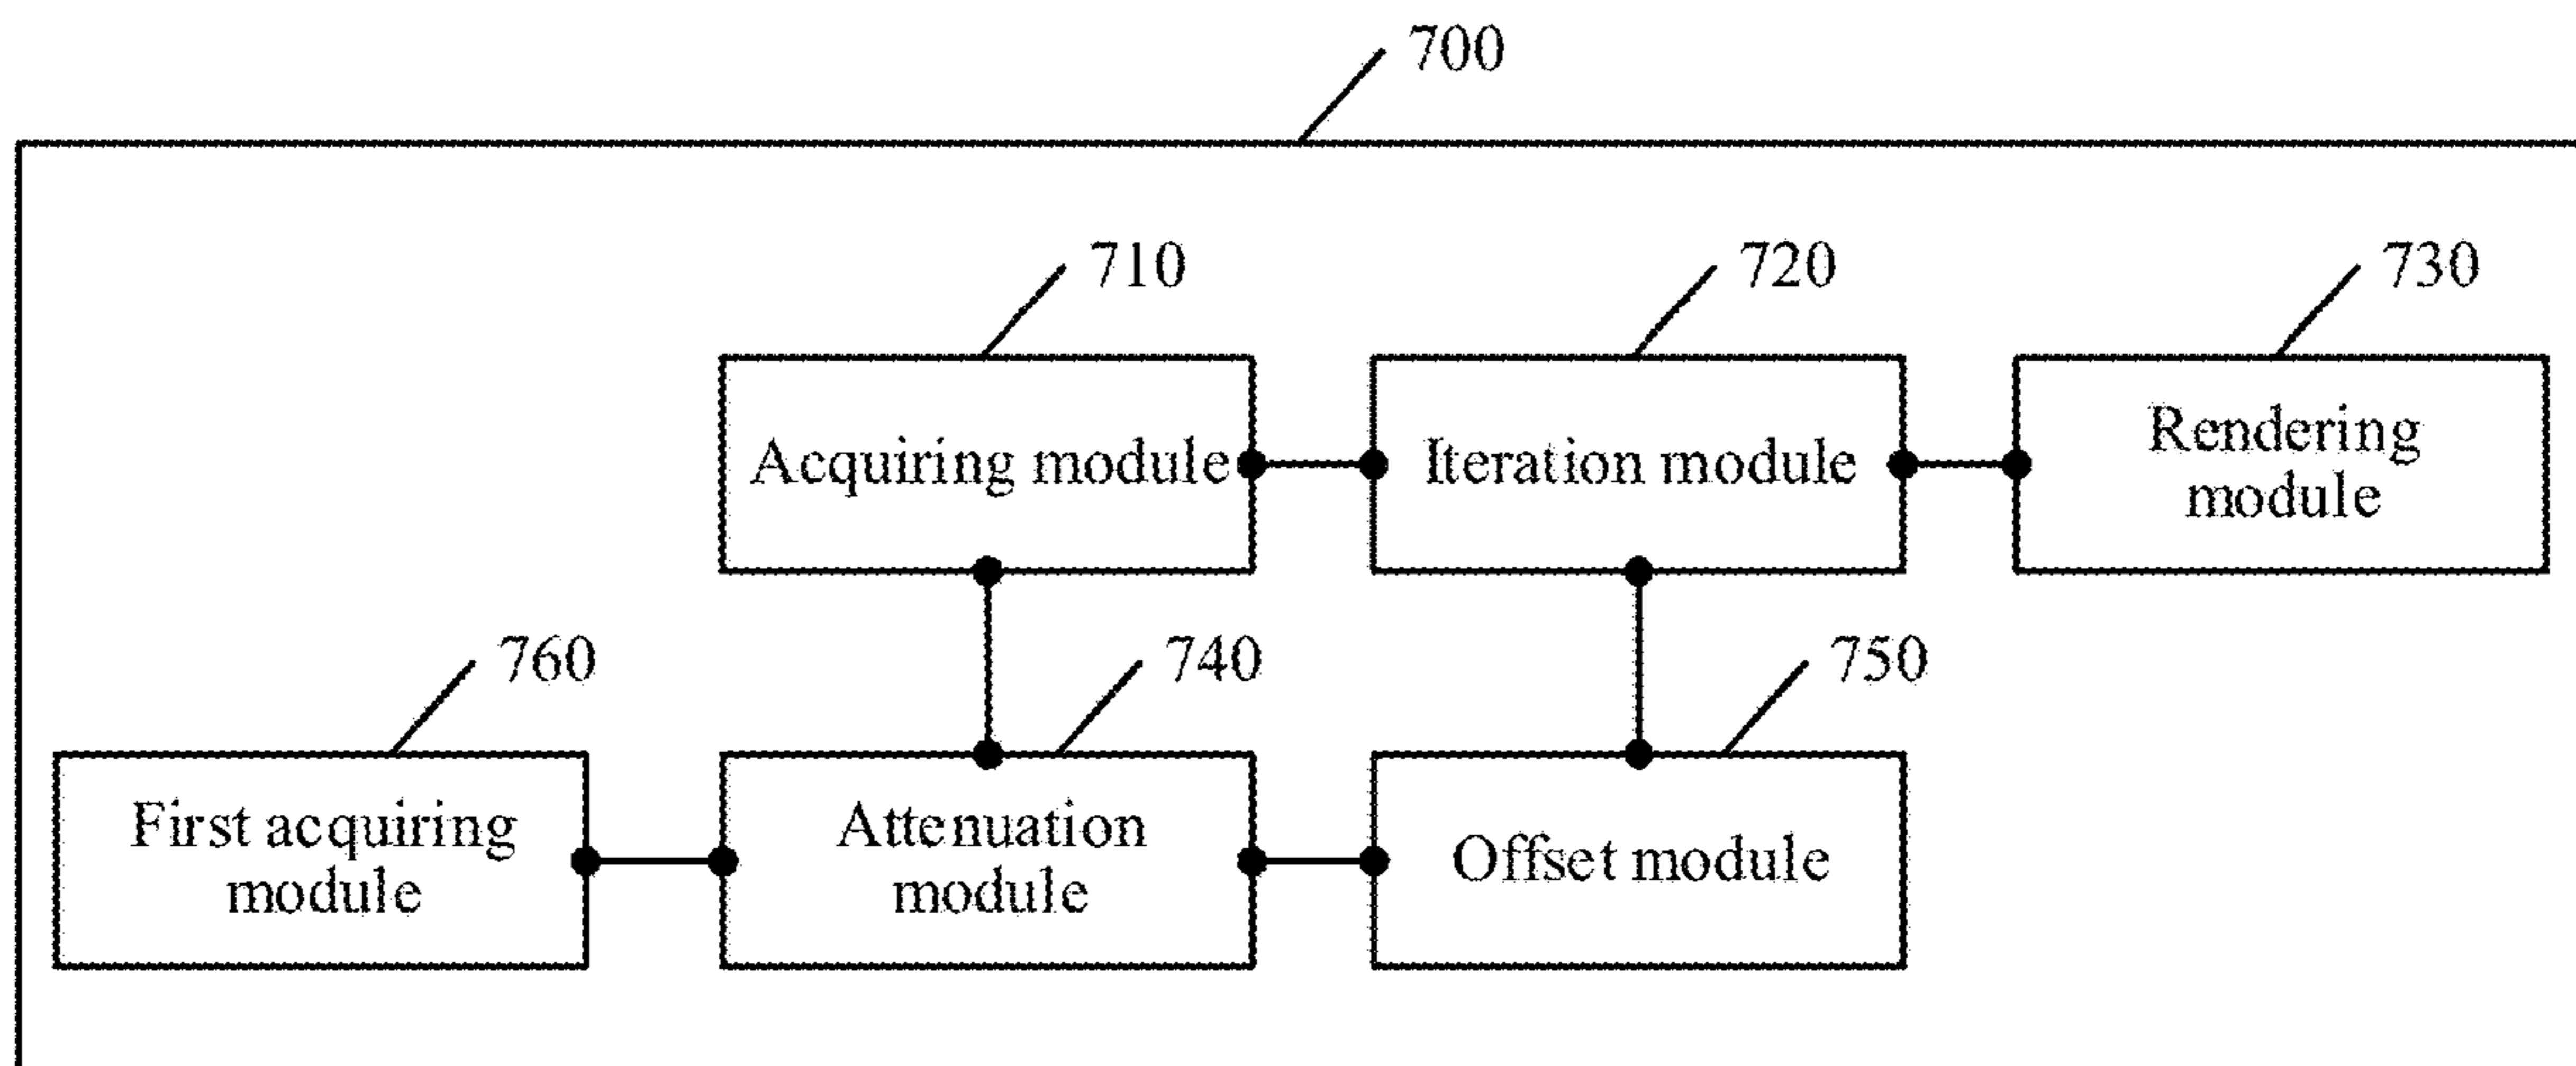 700
710
720
730
Acquiring module
Iteration module
Rendering
module
760
740
750
First acquiring
module
Attenuation
module
Offset module